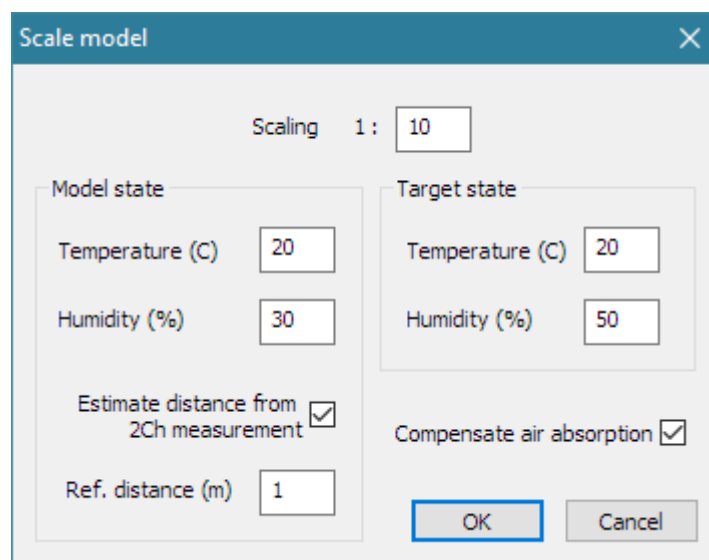 Scale model
Scaling 1 : 10
Model state
Temperature (C) 20
Humidity (%) 30
Estimate distance from
2Ch measurement
Ref. distance (m) 1
Target state
Temperature (C) 20
Humidity (%) 50
Compensate air absorption
OK Cancel